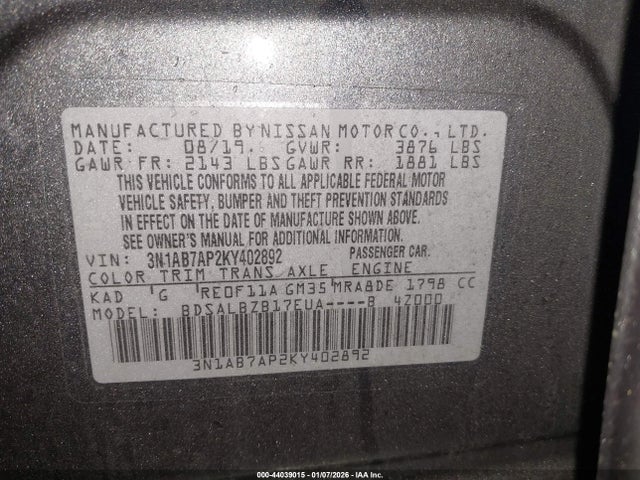 MANUFACTURED BY NISSAN MOTOR CO., LTD.
DATE: 08/19. GVWR: 3876 LBS
GAWR FR: 2143 LBS GAWR RR: 1881 LBS
THIS VEHICLE CONFORMS TO ALL APPLICABLE FEDERAL MOTOR
VEHICLE SAFETY, BUMPER AND THEFT PREVENTION STANDARDS
IN EFFECT ON THE DATE OF MANUFACTURE SHOWN ABOVE.
SEE OWNER'S MANUAL FOR ADDITIONAL INFORMATION.
VIN: 3N1AB7AP2KY402892 PASSENGER CAR.
COLOR TRIM TRANS AXLE ENGINE
KAD G RE0F11A GM35 MRA8DE 1798 CC
MODEL: BDSALBZB17EUA----B 47000
3N1AB7AP2KY402892
000-44039015 - 01/07/2026 - © IAA Inc.